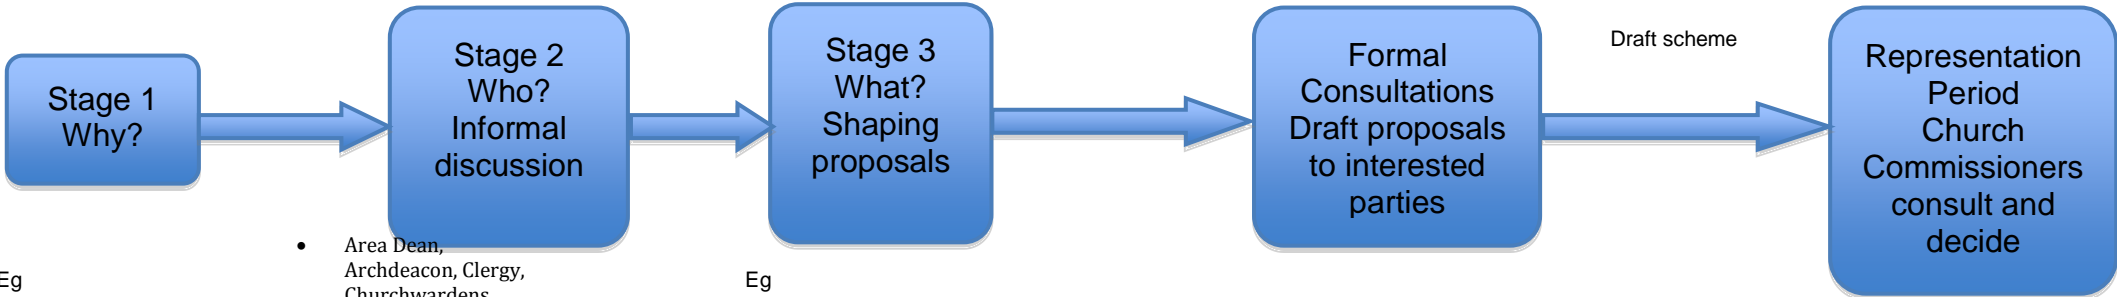 Stage 1
Why?
Stage 2
Who?
Informal
discussion
Stage 3
What?
Shaping
proposals
Formal
Consultations
Draft proposals
to interested
parties
Draft scheme
Representation
Period
Church
Commissioners
consult and
decide
Eg
• Area Dean,
Archdeacon, Clergy,
Churchwardens
Eg